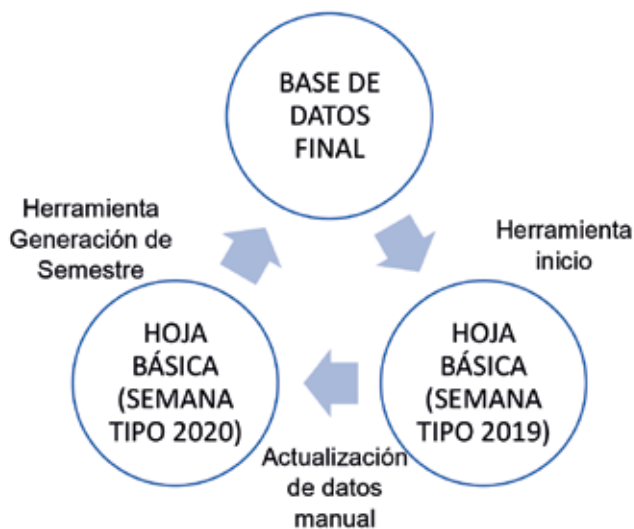 BASE DE
DATOS
FINAL
Herramienta
Generación de
Semestre
Herramienta
inicio
HOJA
BÁSICA
(SEMANA
TIPO 2020)
HOJA
BÁSICA
(SEMANA
TIPO 2019)
Actualización
de datos
manual